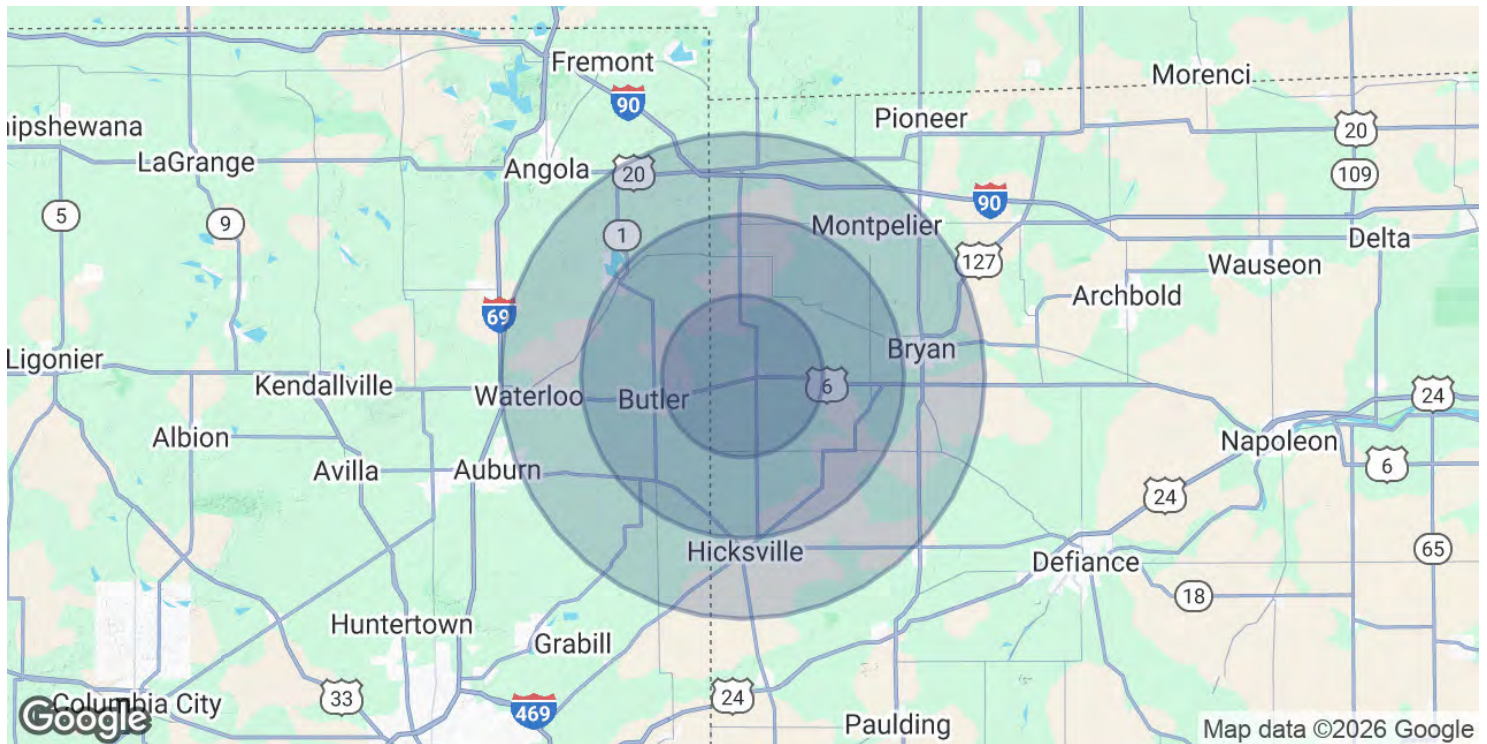 Fremont
Morenci
90
Pioneer
ipshewana
20
LaGrange
Angola
20
109
5
9
1
90
Montpelier
Delta
127
Wauseon
Archbold
69
Bryan
Ligonier
Kendallville
Waterloo
Butler
6
24
Albion
Napoleon
Avilla
Auburn
6
24
Hicksville
65
Defiance
18
Huntertown
Grabill
33
24
Columbia City
469
Paulding
Google
Map data ©2026 Google